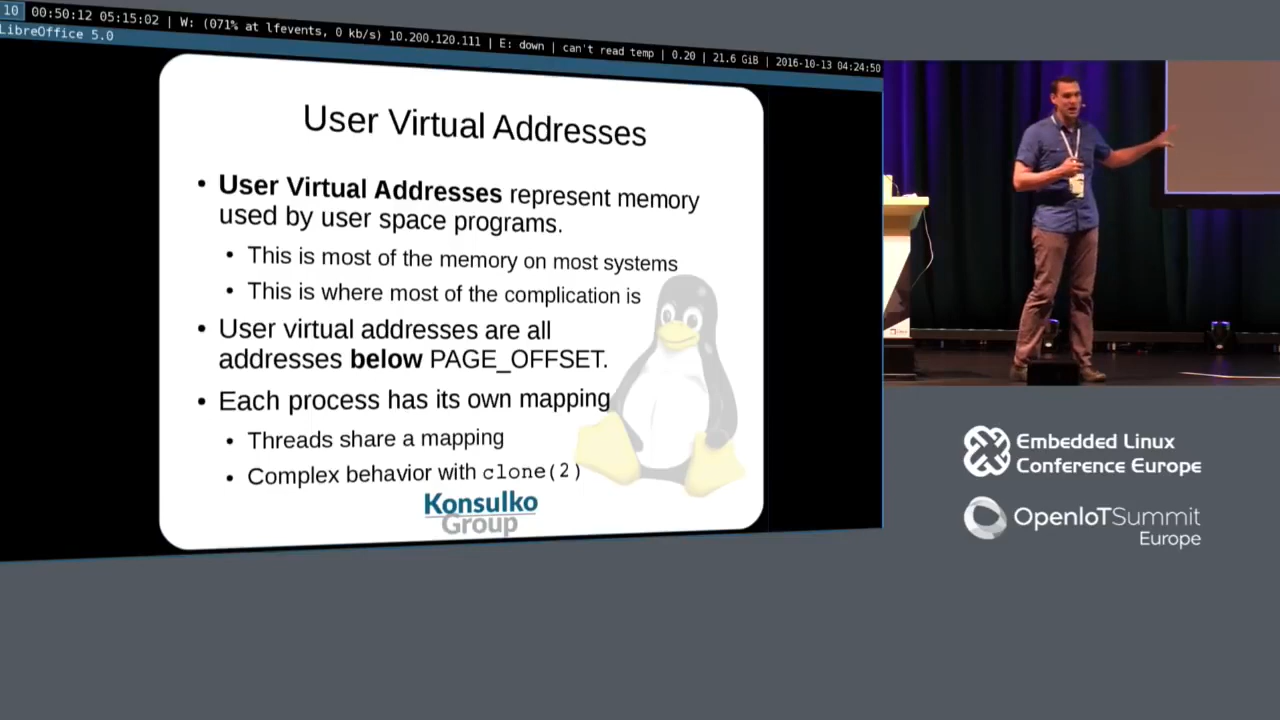 10 00:50:12 05:15:02 | W: (071% at lfevents, 0 kb/s) 10.200.120.111 | E: down | can't read temp | 0.20 | 21.6 GiB | 2016-10-13 04:24:50
LibreOffice 5.0
User Virtual Addresses
• User Virtual Addresses represent memory
used by user space programs.
• This is most of the memory on most systems
• This is where most of the complication is
• User virtual addresses are all
addresses below PAGE_OFFSET.
• Each process has its own mapping
• Threads share a mapping
• Complex behavior with clone(2)
Konsulko
Group
Embedded Linux
Conference Europe
OpenIoTSummit
Europe